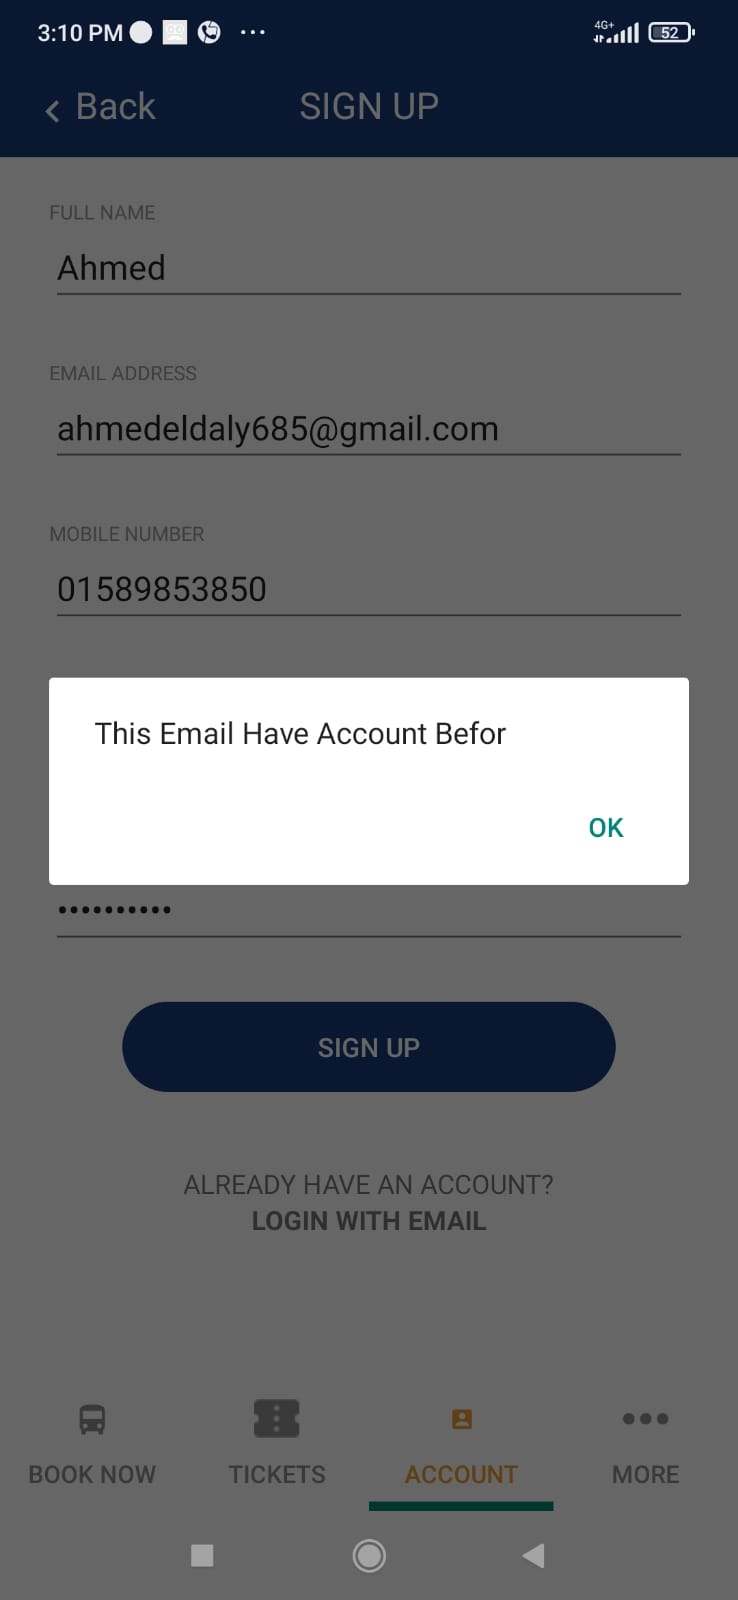 3:10 PM
4G+
52
Back
SIGN UP
FULL NAME
Ahmed
EMAIL ADDRESS
ahmedeldaly685@gmail.com
MOBILE NUMBER
01589853850
This Email Have Account Befor
OK
••••••••••
SIGN UP
ALREADY HAVE AN ACCOUNT?
LOGIN WITH EMAIL
BOOK NOW
TICKETS
ACCOUNT
MORE